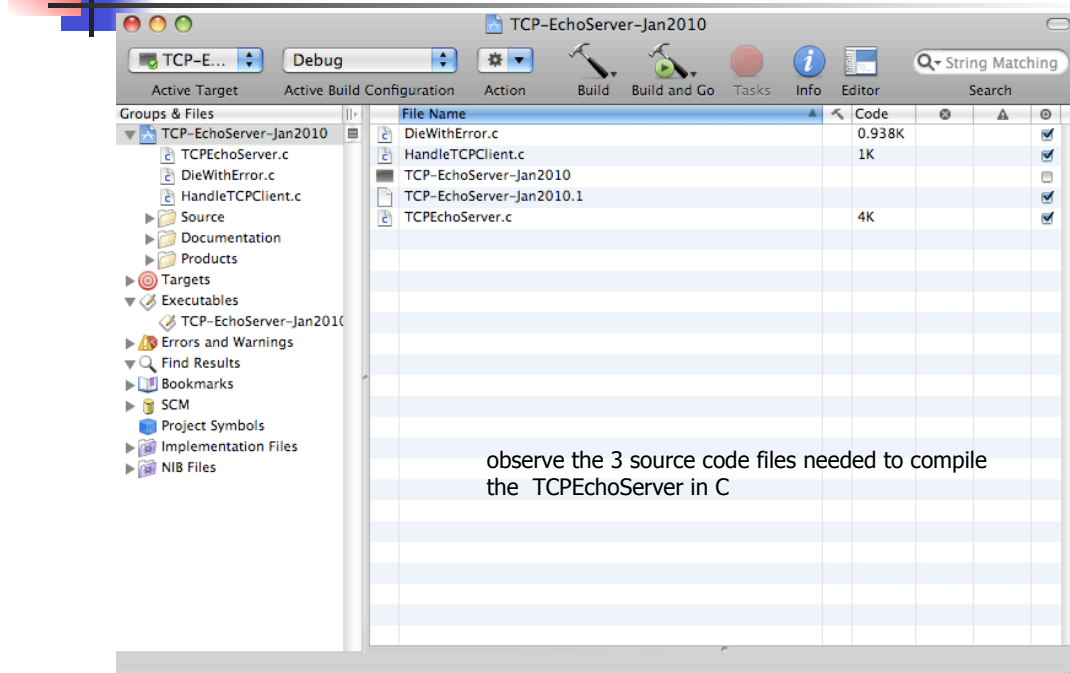 TCP-EchoServer-Jan2010
TCP-E...
Debug
String Matching
Active Target
Active Build Configuration
Action
Build
Build and Go
Tasks
Info
Editor
Search
Groups & Files
File Name
Code
TCP-EchoServer-Jan2010
TCPEchoServer.c
DieWithError.c
HandleTCPClient.c
Source
Documentation
Products
Targets
Executables
TCP-EchoServer-Jan2010
Errors and Warnings
Find Results
Bookmarks
SCM
Project Symbols
Implementation Files
NIB Files
DieWithError.c 0.938K
HandleTCPClient.c 1K
TCP-EchoServer-Jan2010
TCP-EchoServer-Jan2010.1
TCPEchoServer.c 4K
observe the 3 source code files needed to compile
the TCPEchoServer in C